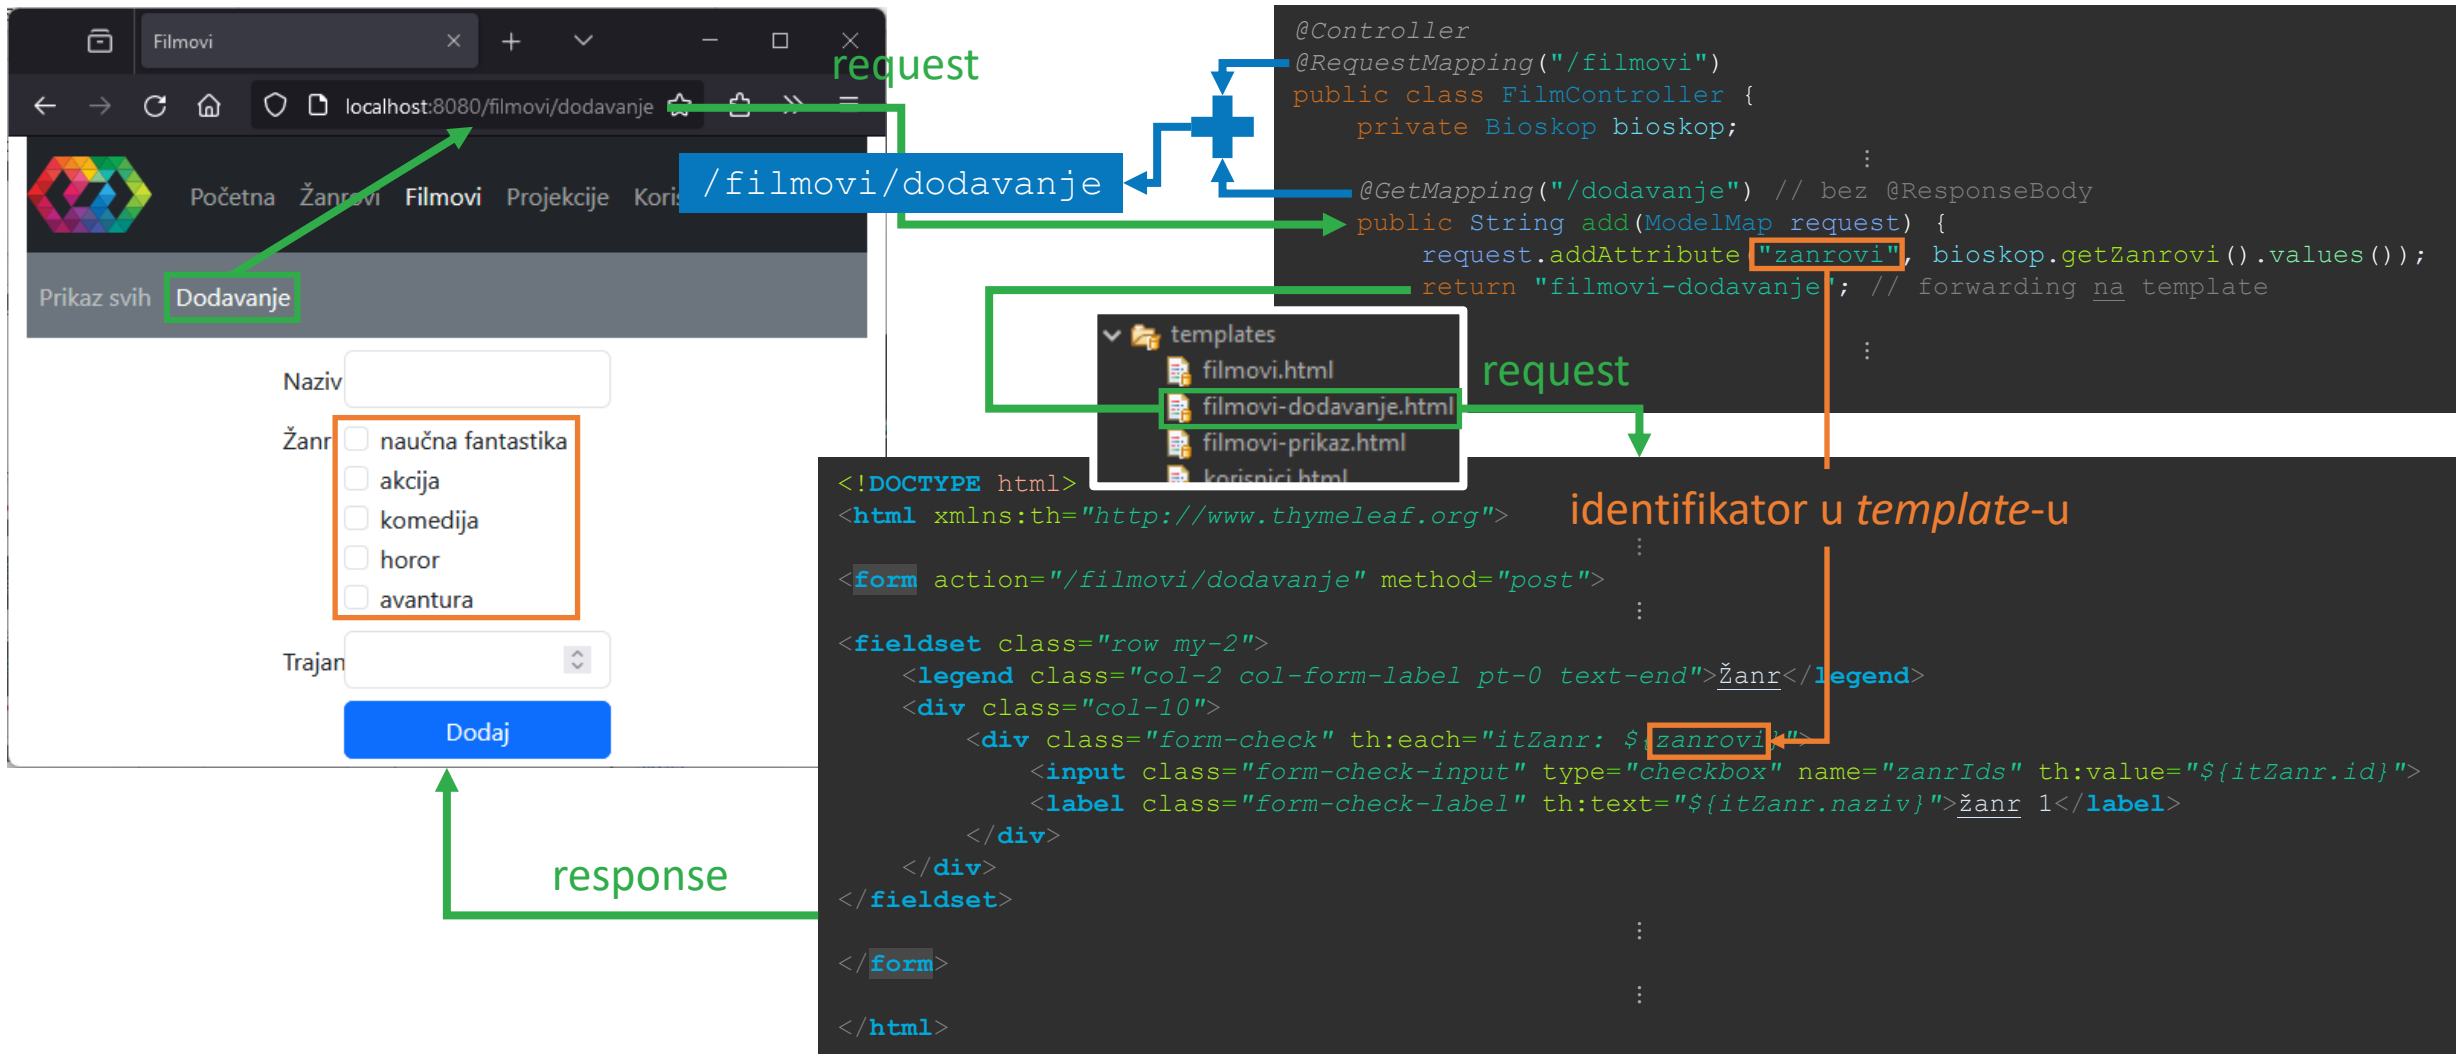 Filmovi
localhost:8080/filmovi/dodavanje
request
Početna Žanrovi Filmovi Projekcije
/filmovi/dodavanje
Prikaz svih Dodavanje
Naziv
Žanr
naučna fantastika
akcija
komedija
horor
avantura
Trajan
Dodaj
response
@Controller
@RequestMapping("/filmovi")
public class FilmController {
private Bioskop bioskop;
⋮
@GetMapping("/dodavanje") // bez @ResponseBody
public String add(ModelMap request) {
request.addAttribute("zanrovi", bioskop.getZanrovi().values());
return "filmovi-dodavanje"; // forwarding na template
⋮
templates
filmovi.html
filmovi-dodavanje.html
filmovi-prikaz.html
korisnici.html
request
identifikator u template-u
<!DOCTYPE html>
<html xmlns:th="http://www.thymeleaf.org">
⋮
<form action="/filmovi/dodavanje" method="post">
⋮
<fieldset class="row my-2">
<legend class="col-2 col-form-label pt-0 text-end">Žanr</legend>
<div class="col-10">
<div class="form-check" th:each="itZanr: ${zanrovi}">
<input class="form-check-input" type="checkbox" name="zanrIds" th:value="${itZanr.id}">
<label class="form-check-label" th:text="${itZanr.naziv}">žanr 1</label>
</div>
</div>
</fieldset>
⋮
</form>
⋮
</html>